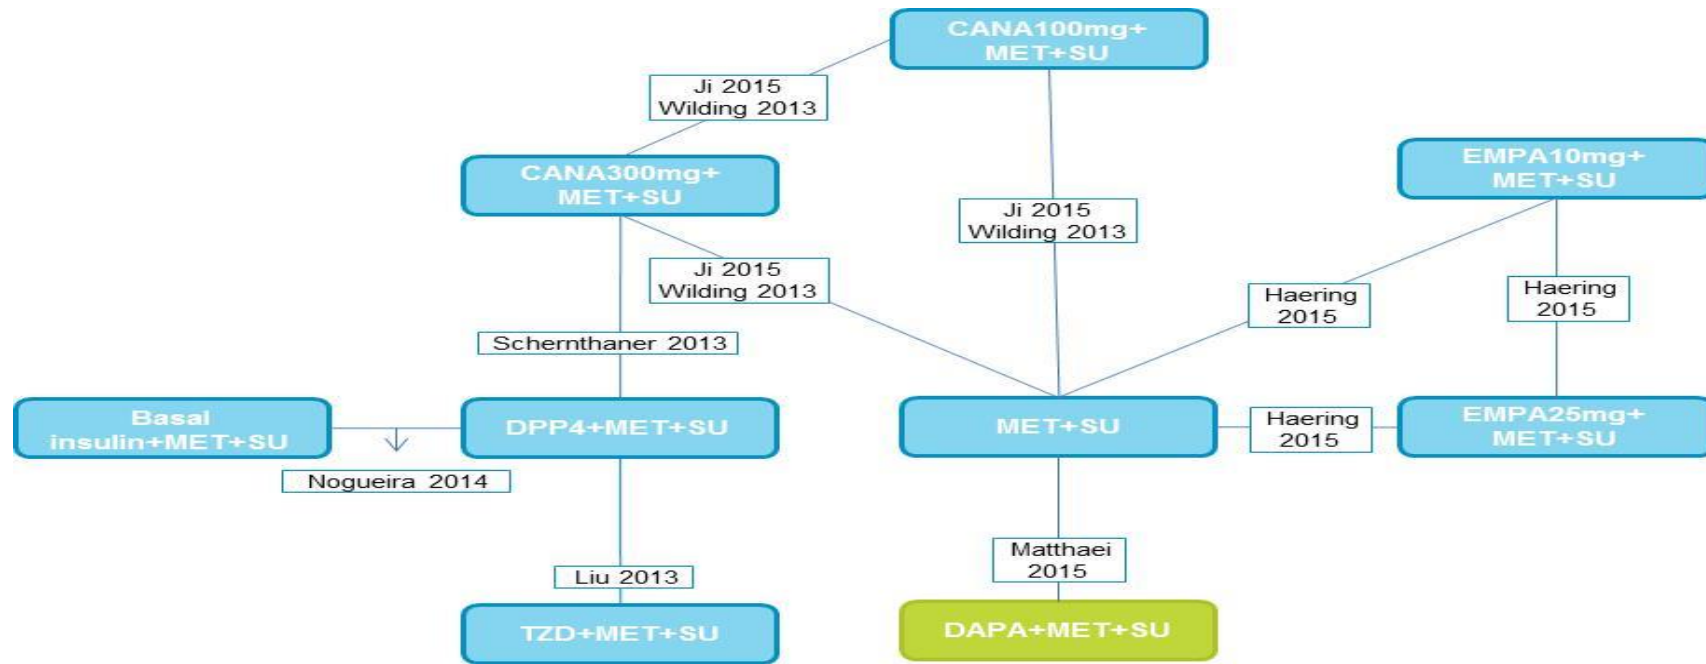 CANA100mg+
MET+SU
Ji 2015
Wilding 2013
CANA300mg+
MET+SU
EMPA10mg+
MET+SU
Ji 2015
Wilding 2013
Ji 2015
Wilding 2013
Haering
2015
Haering
2015
Schernthaner 2013
Basal
insulin+MET+SU
DPP4+MET+SU
MET+SU
Haering
2015
EMPA25mg+
MET+SU
Nogueira 2014
Matthaei
2015
Liu 2013
TZD+MET+SU
DAPA+MET+SU